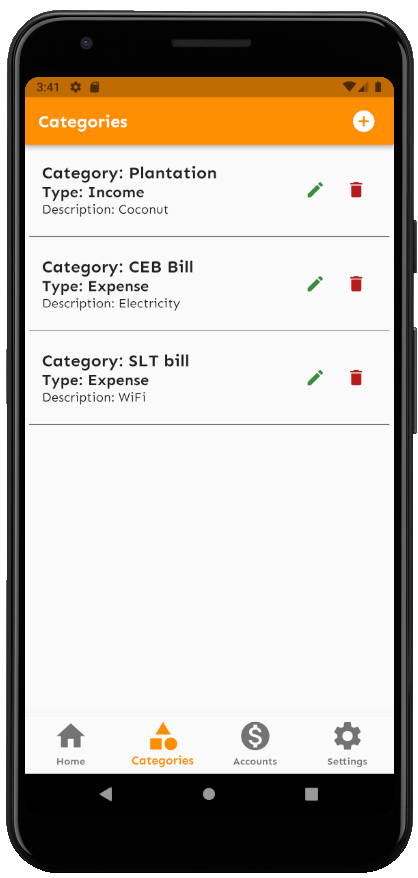 3:41
Categories
Category: Plantation
Type: Income
Description: Coconut
Category: CEB Bill
Type: Expense
Description: Electricity
Category: SLT bill
Type: Expense
Description: WiFi
Home
Categories
Accounts
Settings